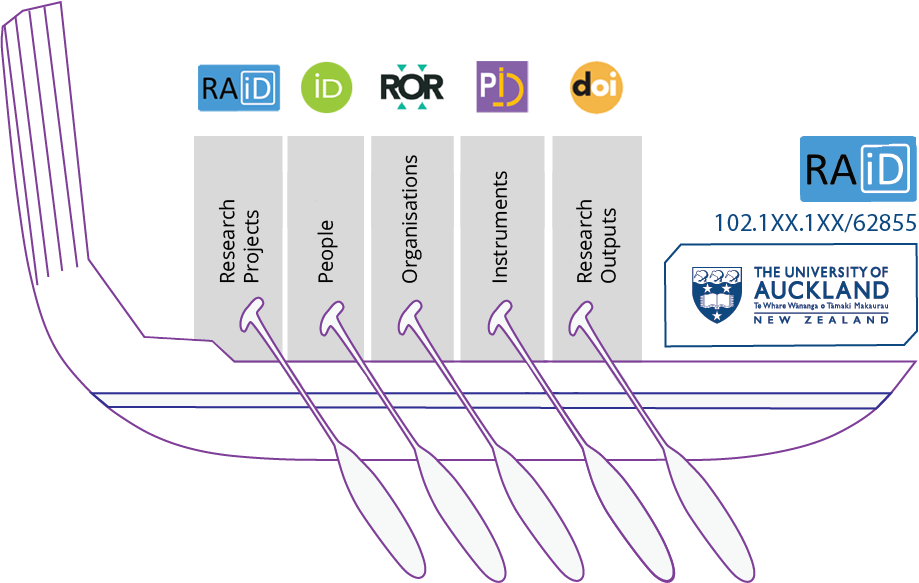 RAiD
iD
ROR
PiD
doi
Research
Projects
People
Organisations
Instruments
Research
Outputs
RAiD
102.1XX.1XX/62855
THE UNIVERSITY OF
AUCKLAND
Te Whare Wānanga o Tāmaki Makaurau
NEW ZEALAND